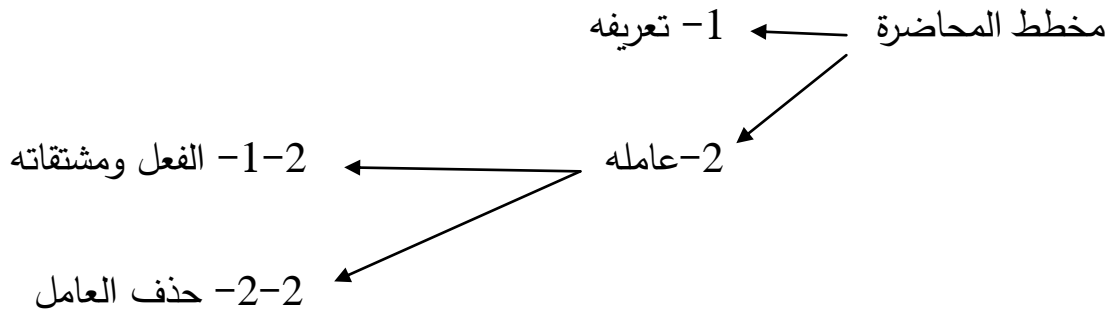 مخطط المحاضرة
1- تعريفه
2-عامله
2-1- الفعل ومشتقاته
2-2- حذف العامل